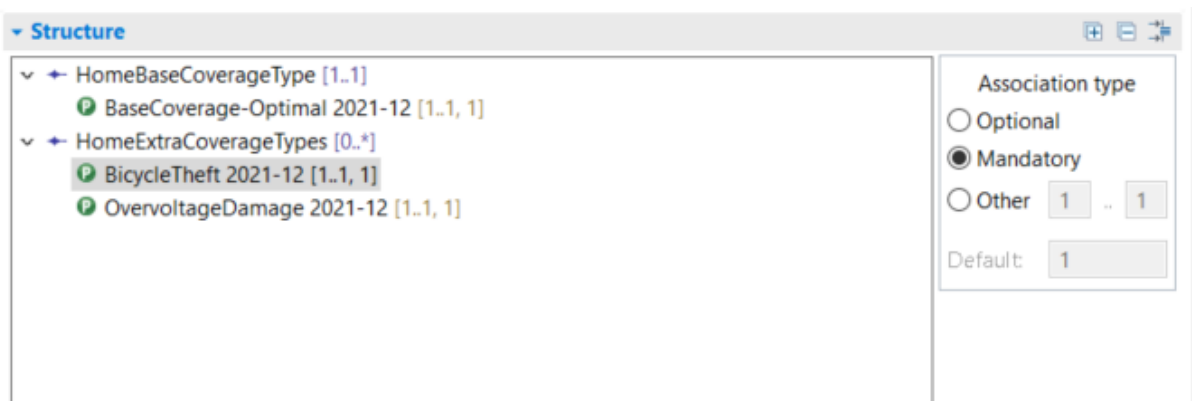 Structure
HomeBaseCoverageType [1..1]
BaseCoverage-Optimal 2021-12 [1..1, 1]
HomeExtraCoverageTypes [0..*]
BicycleTheft 2021-12 [1..1, 1]
OvervoltageDamage 2021-12 [1..1, 1]
Association type
Optional
Mandatory
Other 1 .. 1
Default: 1